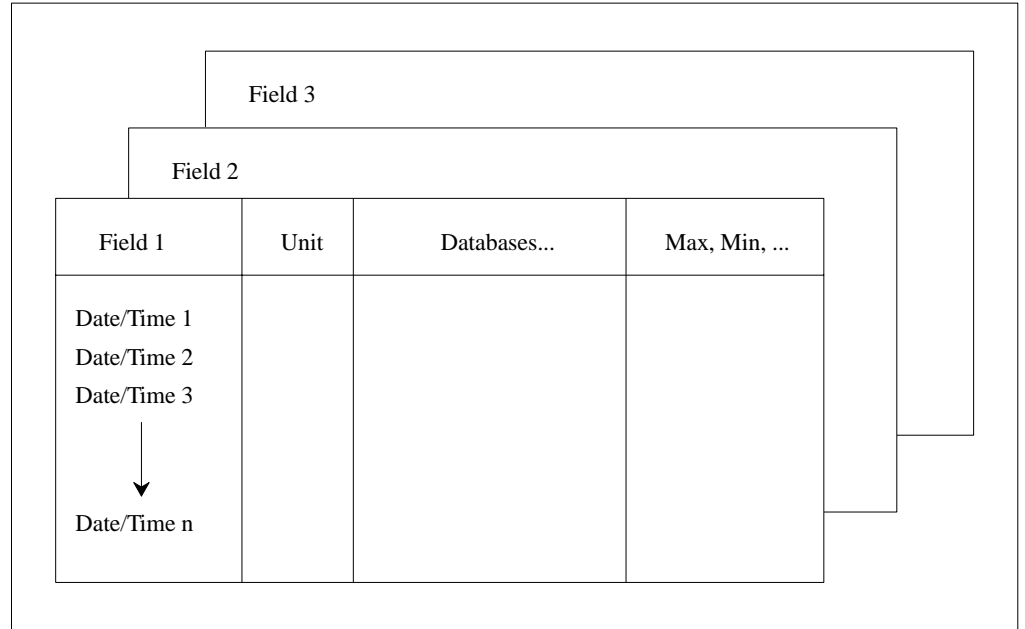 Field 3
Field 2
Field 1 Unit Databases... Max, Min, ...
Date/Time 1
Date/Time 2
Date/Time 3
Date/Time n